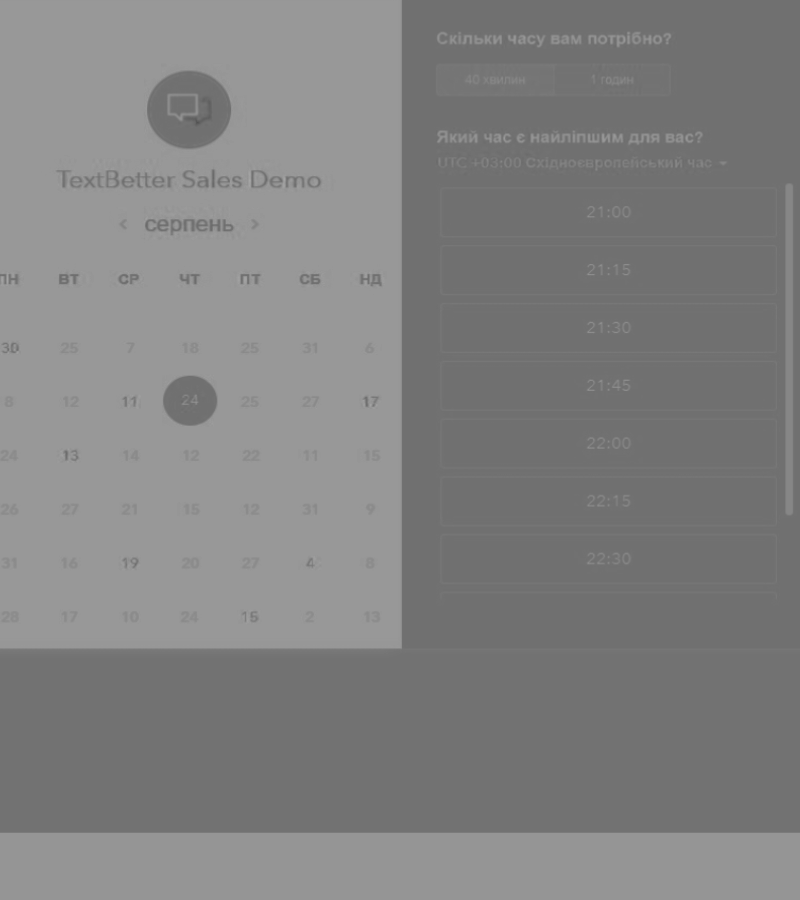 TextBetter Sales Demo
< серпень >
ПН ВТ СР ЧТ ПТ СБ НД
30 25 7 18 25 31 6
8 12 11 24 25 27 17
24 13 14 12 22 11 15
26 27 21 15 12 31 9
31 16 19 20 27 4 8
28 17 10 24 15 2 13
Скільки часу вам потрібно?
40 хвилин 1 годин
Який час є найліпшим для вас?
UTC +03:00 Східноєвропейський час
21:00
21:15
21:30
21:45
22:00
22:15
22:30